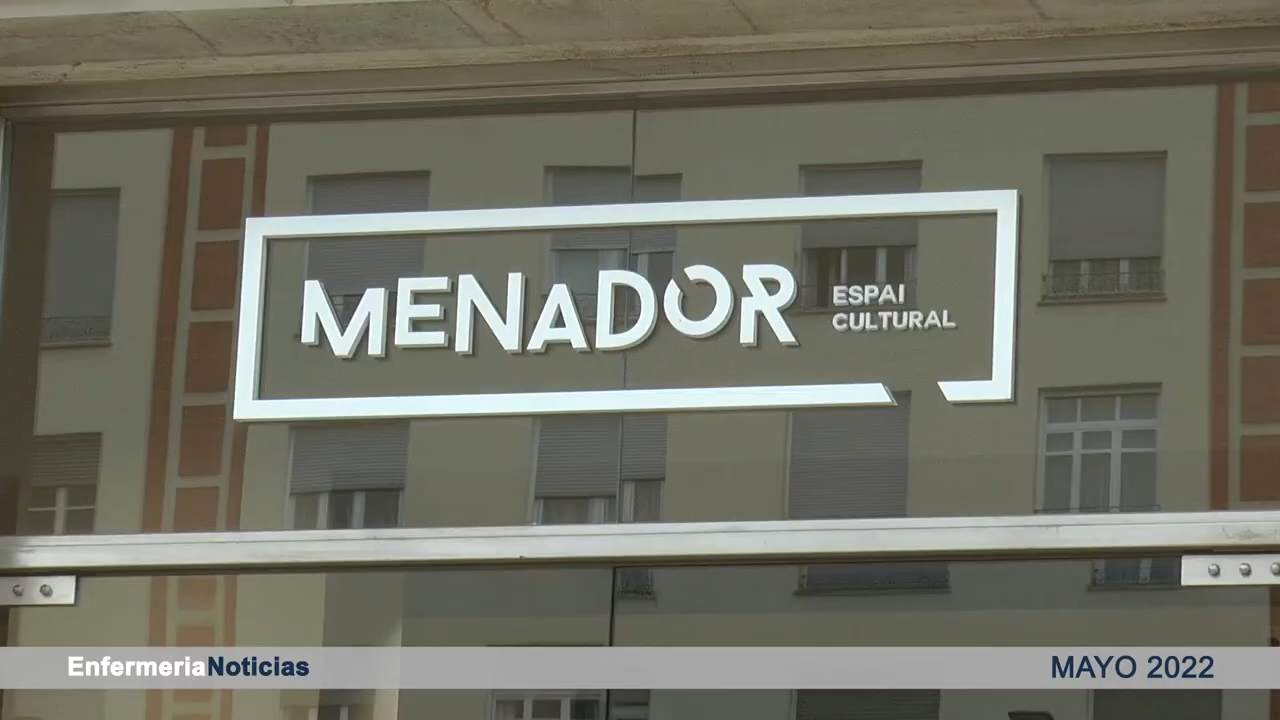 MENADOR
ESPAI
CULTURAL
EnfermeriaNoticias
MAYO 2022